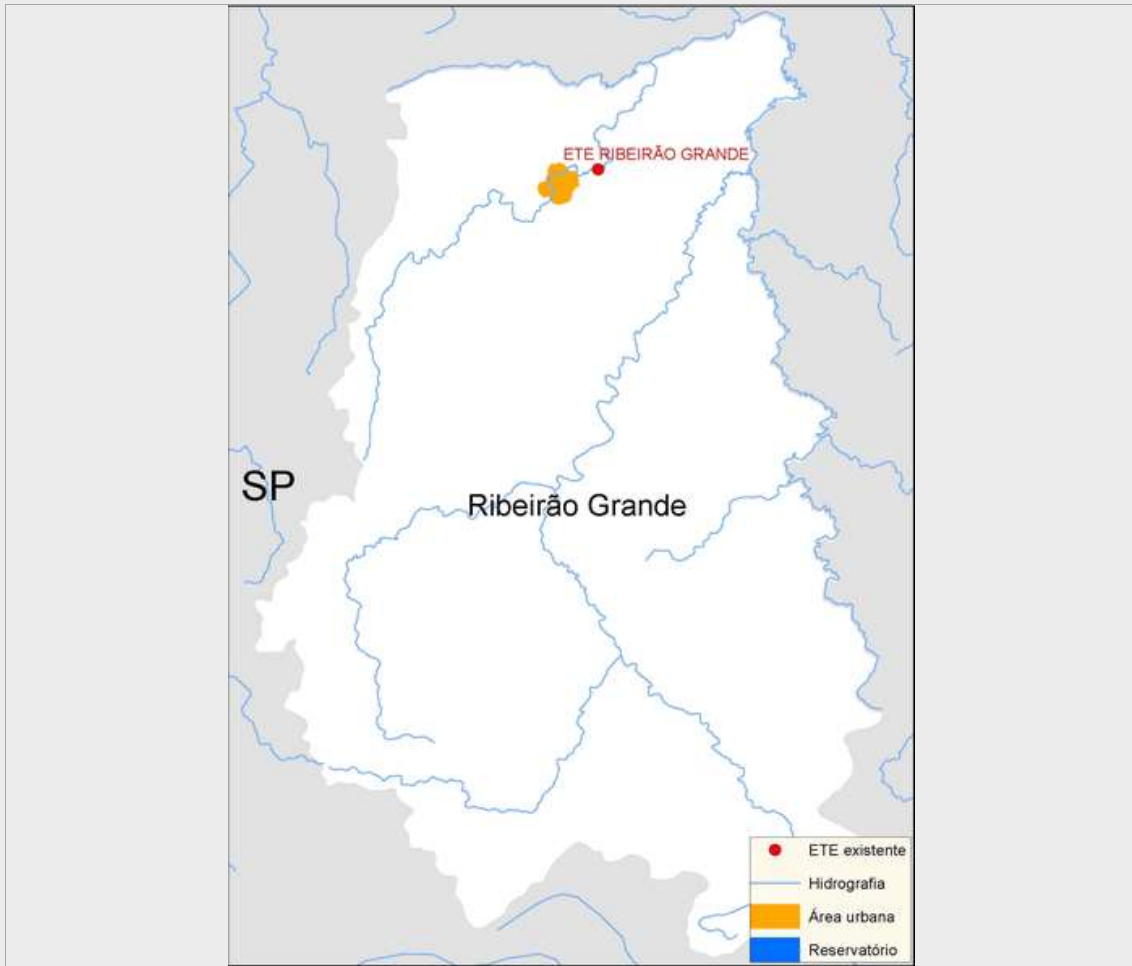 ETE RIBEIRÃO GRANDE
SP
Ribeirão Grande
ETE existente
Hidrografia
Área urbana
Reservatório